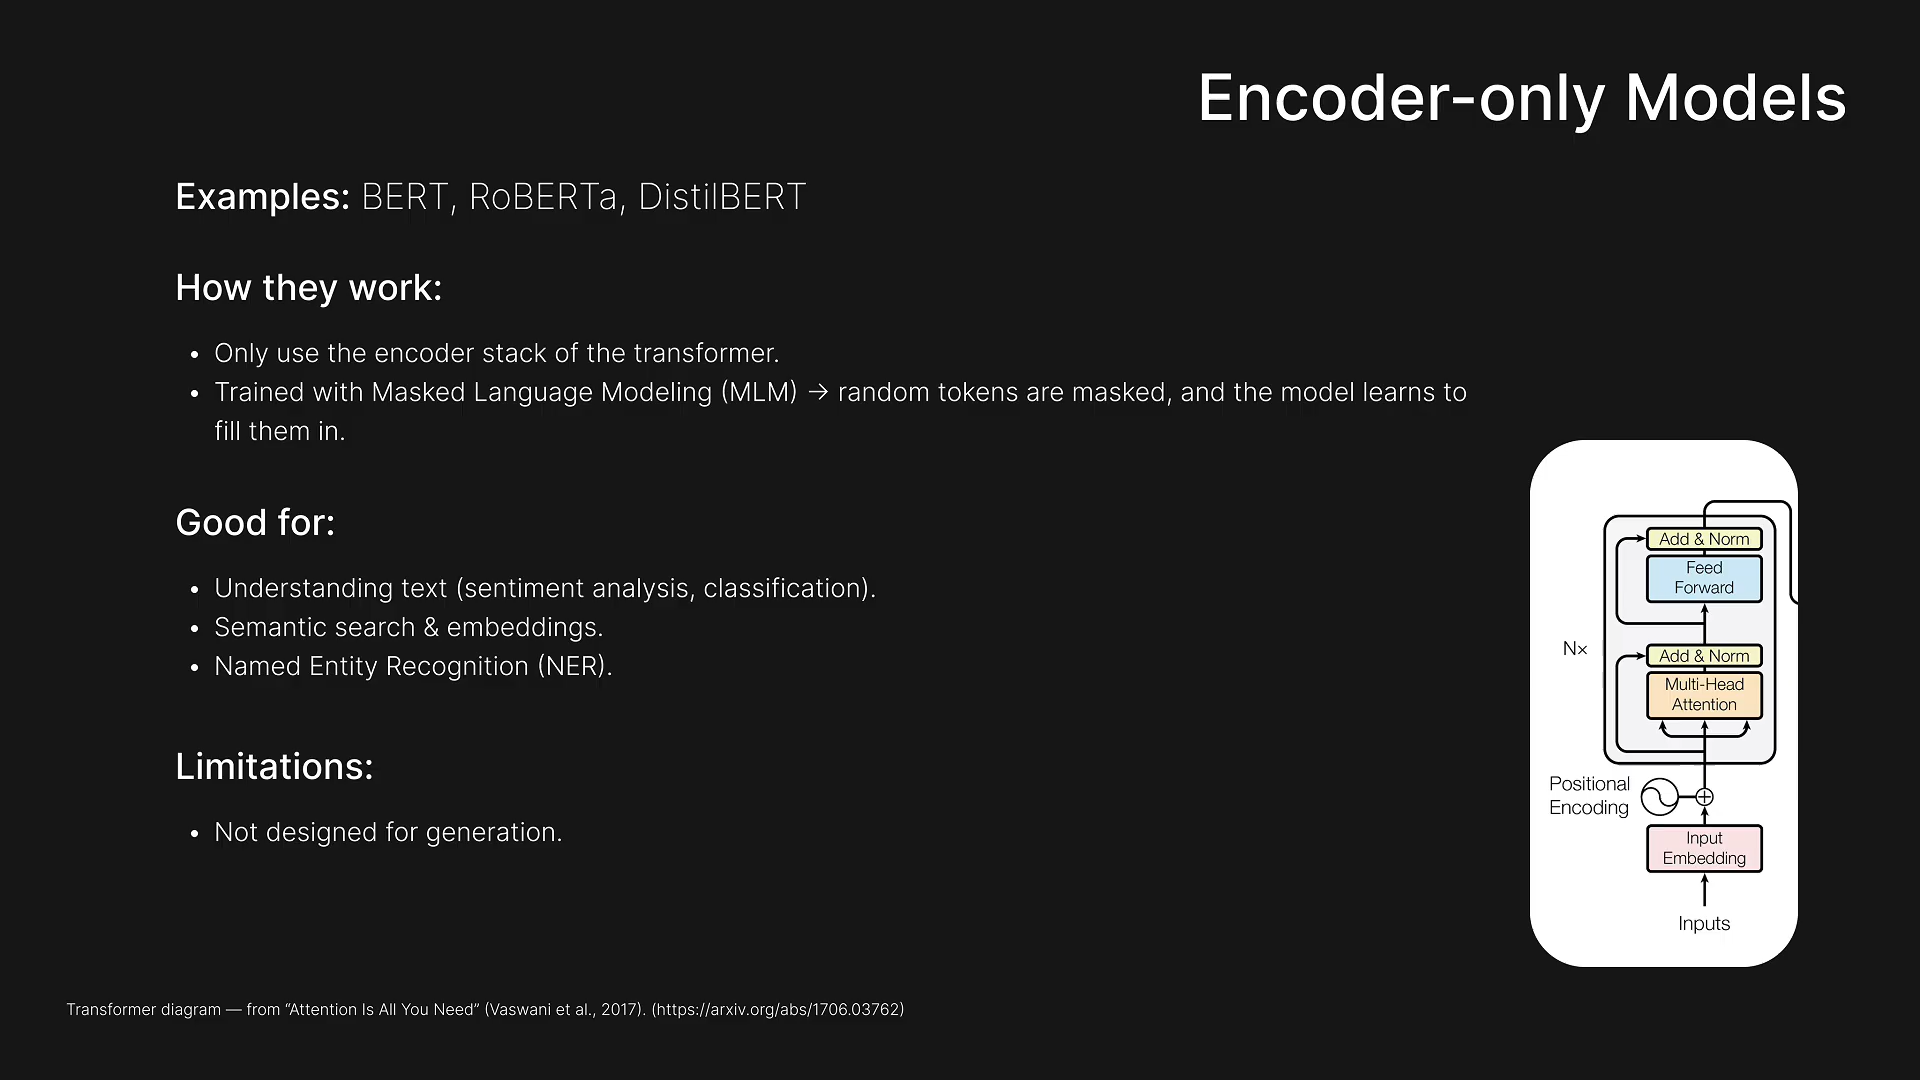 Encoder-only Models
Examples: BERT, RoBERTa, DistilBERT
How they work:
• Only use the encoder stack of the transformer.
• Trained with Masked Language Modeling (MLM) → random tokens are masked, and the model learns to
fill them in.
Good for:
• Understanding text (sentiment analysis, classification).
• Semantic search & embeddings.
• Named Entity Recognition (NER).
Limitations:
• Not designed for generation.
Add & Norm
Feed
Forward
N×
Add & Norm
Multi-Head
Attention
Positional
Encoding
Input
Embedding
Inputs
Transformer diagram — from “Attention Is All You Need” (Vaswani et al., 2017). (https://arxiv.org/abs/1706.03762)